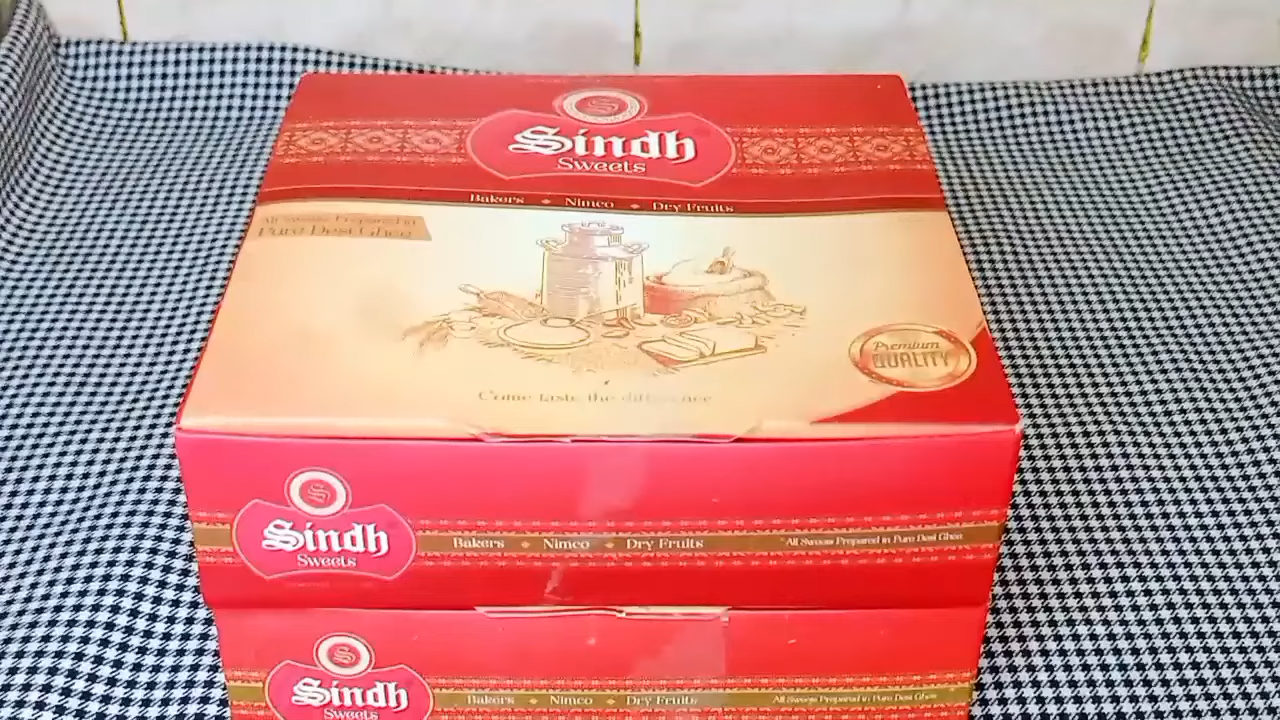 S
Sindh
Sweets
Bakers Nimco Dry Fruits
All Sweets Prepared in
Pure Desi Ghee
Premium
QUALITY
Come taste the difference
S
Sindh
Sweets
Bakers Nimco Dry Fruits
All Sweets Prepared in Pure Desi Ghee
S
Sindh
Sweets
Bakers Nimco Dry Fruits
All Sweets Prepared in Pure Desi Ghee